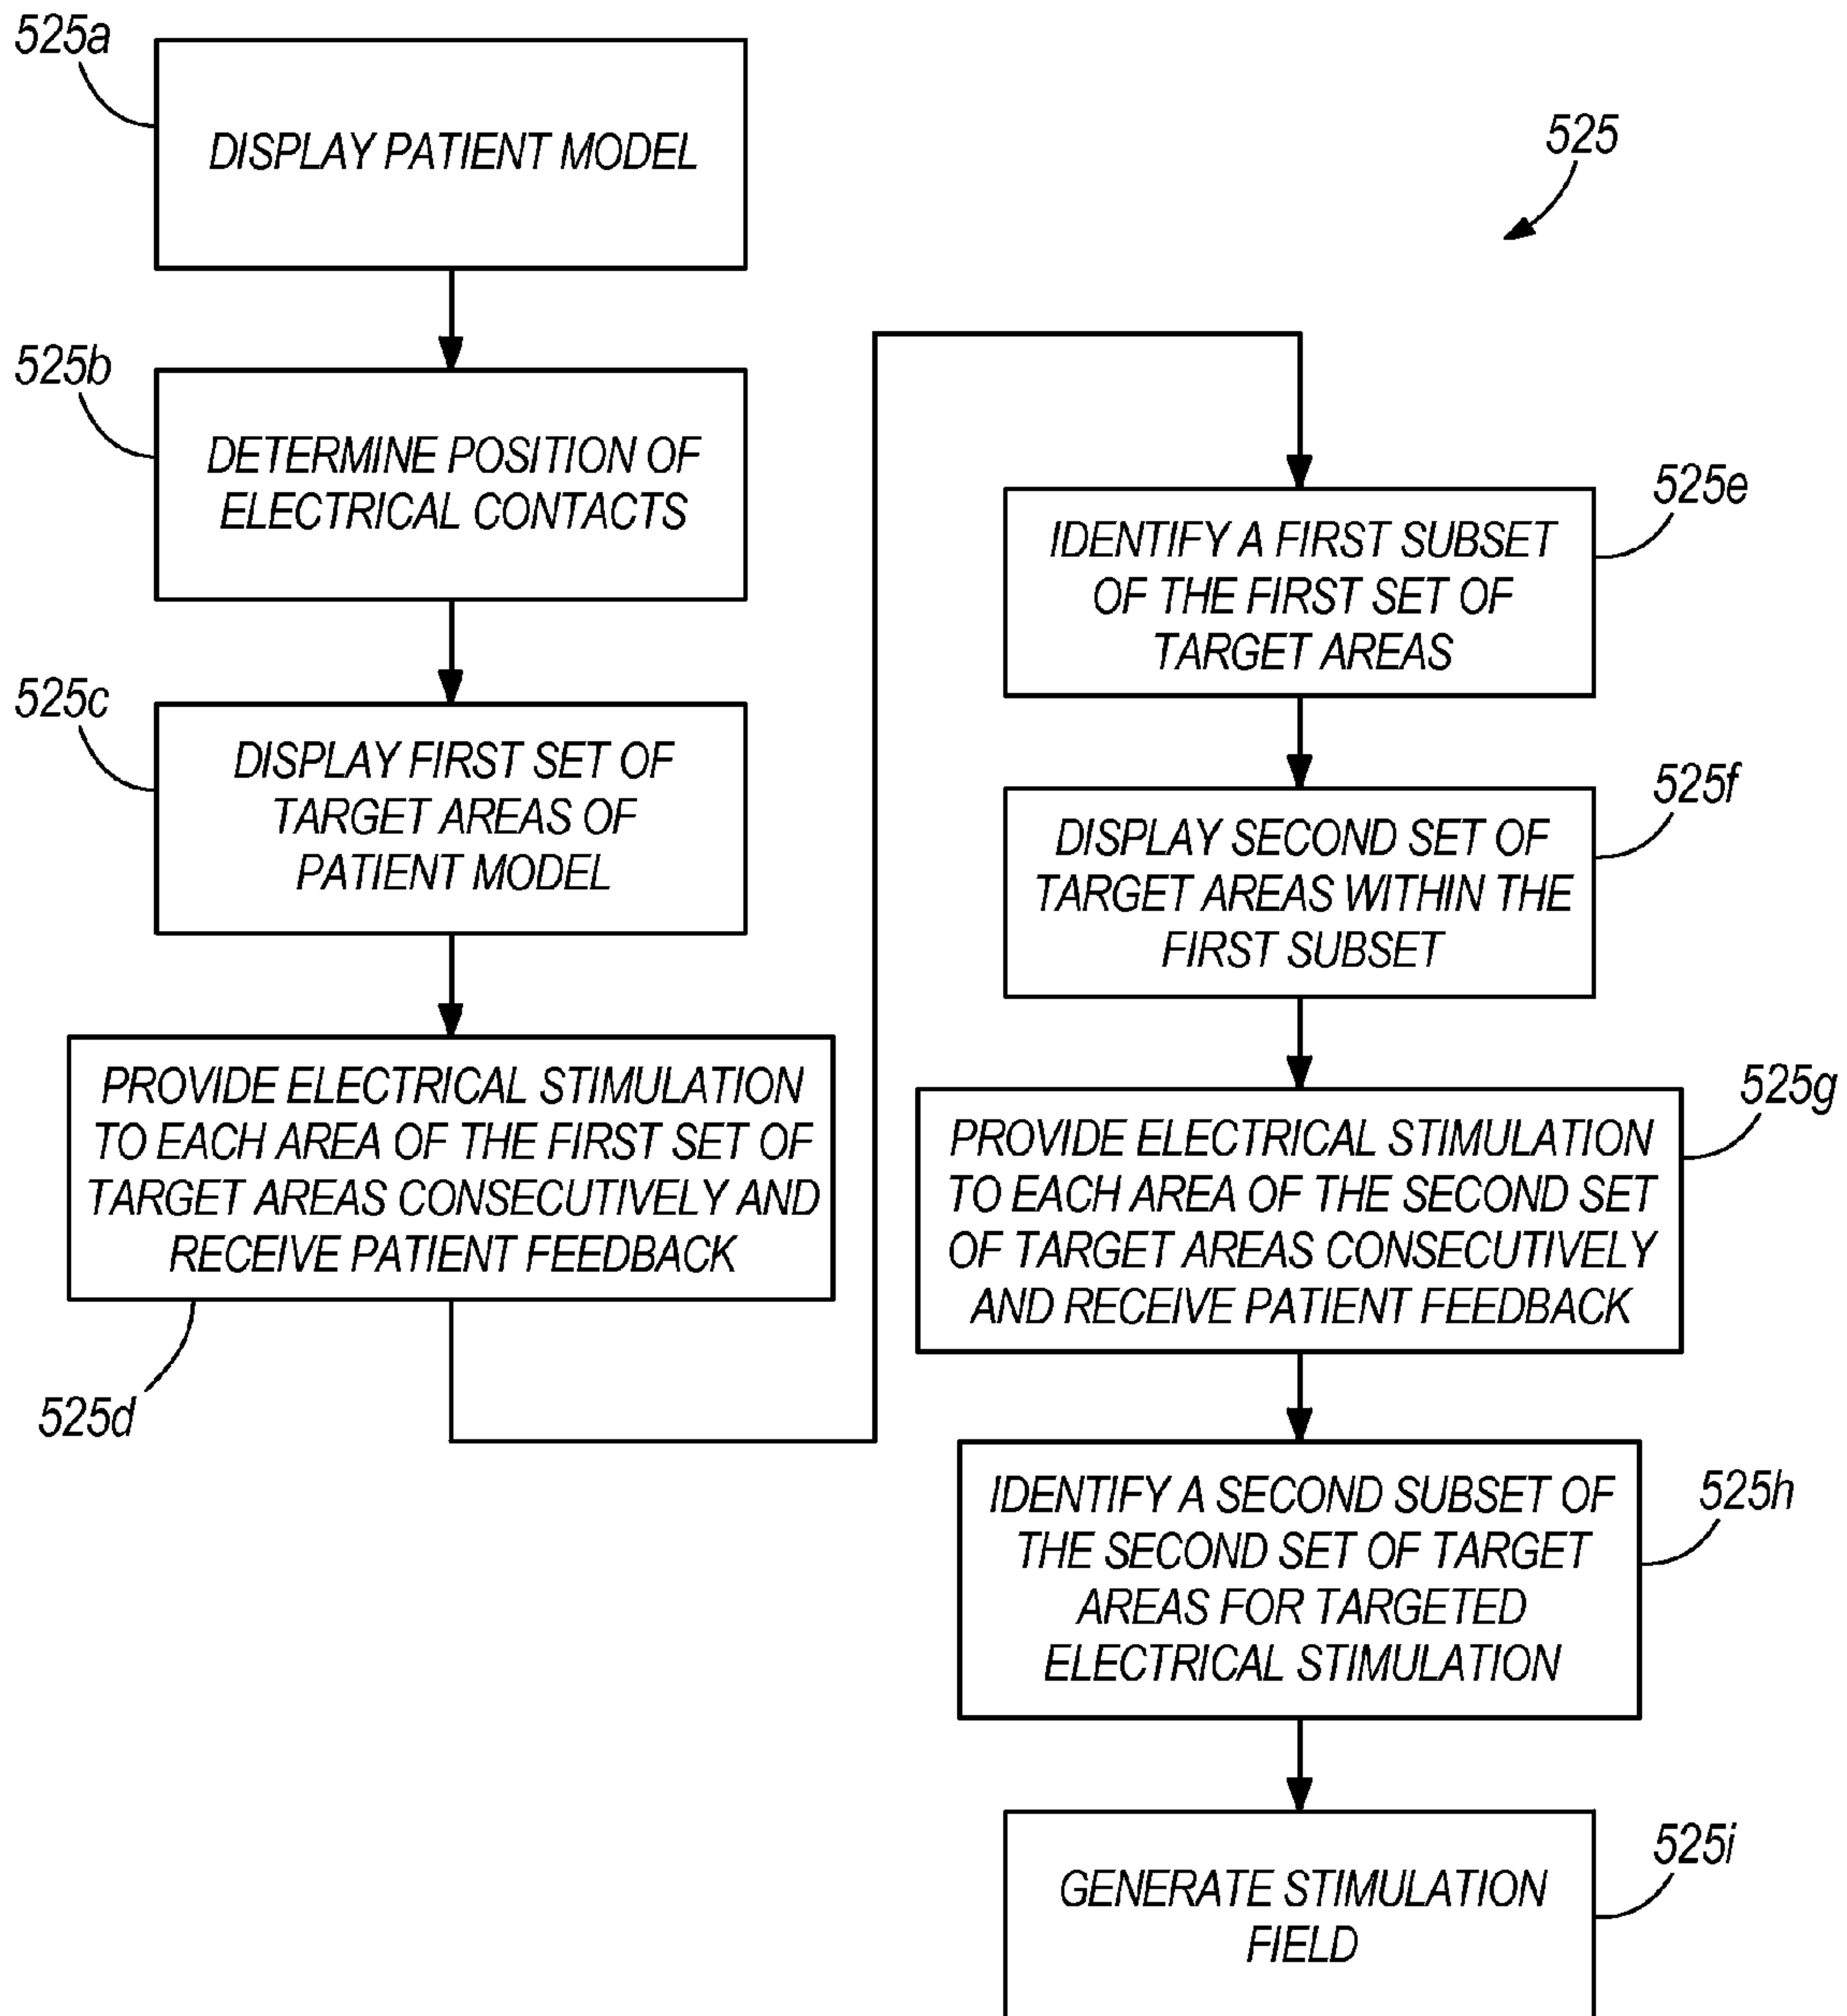 525a
DISPLAY PATIENT MODEL
525
525b
DETERMINE POSITION OF
ELECTRICAL CONTACTS
525c
DISPLAY FIRST SET OF
TARGET AREAS OF
PATIENT MODEL
PROVIDE ELECTRICAL STIMULATION
TO EACH AREA OF THE FIRST SET OF
TARGET AREAS CONSECUTIVELY AND
RECEIVE PATIENT FEEDBACK
525d
525e
IDENTIFY A FIRST SUBSET
OF THE FIRST SET OF
TARGET AREAS
525f
DISPLAY SECOND SET OF
TARGET AREAS WITHIN THE
FIRST SUBSET
525g
PROVIDE ELECTRICAL STIMULATION
TO EACH AREA OF THE SECOND SET
OF TARGET AREAS CONSECUTIVELY
AND RECEIVE PATIENT FEEDBACK
525h
IDENTIFY A SECOND SUBSET OF
THE SECOND SET OF TARGET
AREAS FOR TARGETED
ELECTRICAL STIMULATION
525i
GENERATE STIMULATION
FIELD